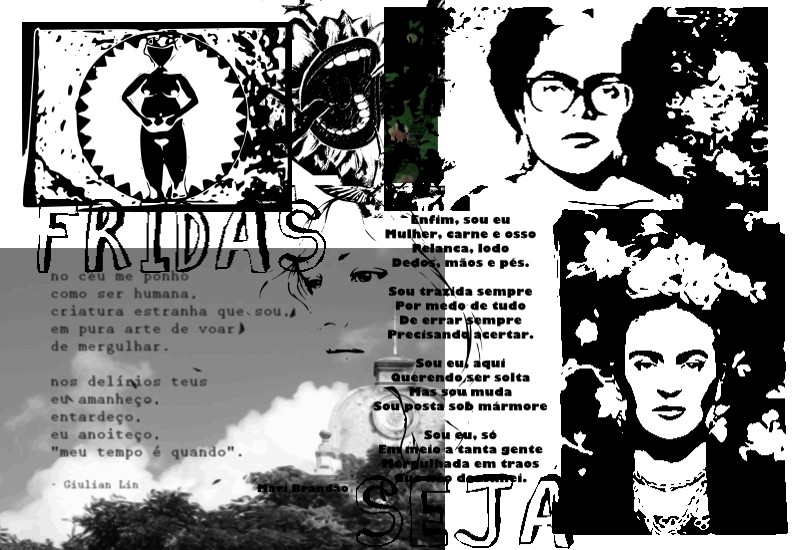 FRIDAS
no céu me ponho
como ser humana,
criatura estranha que sou,
em pura arte de voar
de mergulhar.
nos delírios teus
eu amanheço,
entardeço,
eu anoiteço,
"meu tempo é quando".
- Giulian Lin
Enfim, sou eu
Mulher, carne e osso
Pelanca, lodo
Dedos, mãos e pés.
Sou trazida sempre
Por medo de tudo
De errar sempre
Precisando acertar.
Sou eu, aqui
Querendo ser solta
Mas sou muda
Sou posta sob mármore
Sou eu, só
Em meio a tanta gente
Mergulhada em traos
Que
Mari Brandão
SEJA